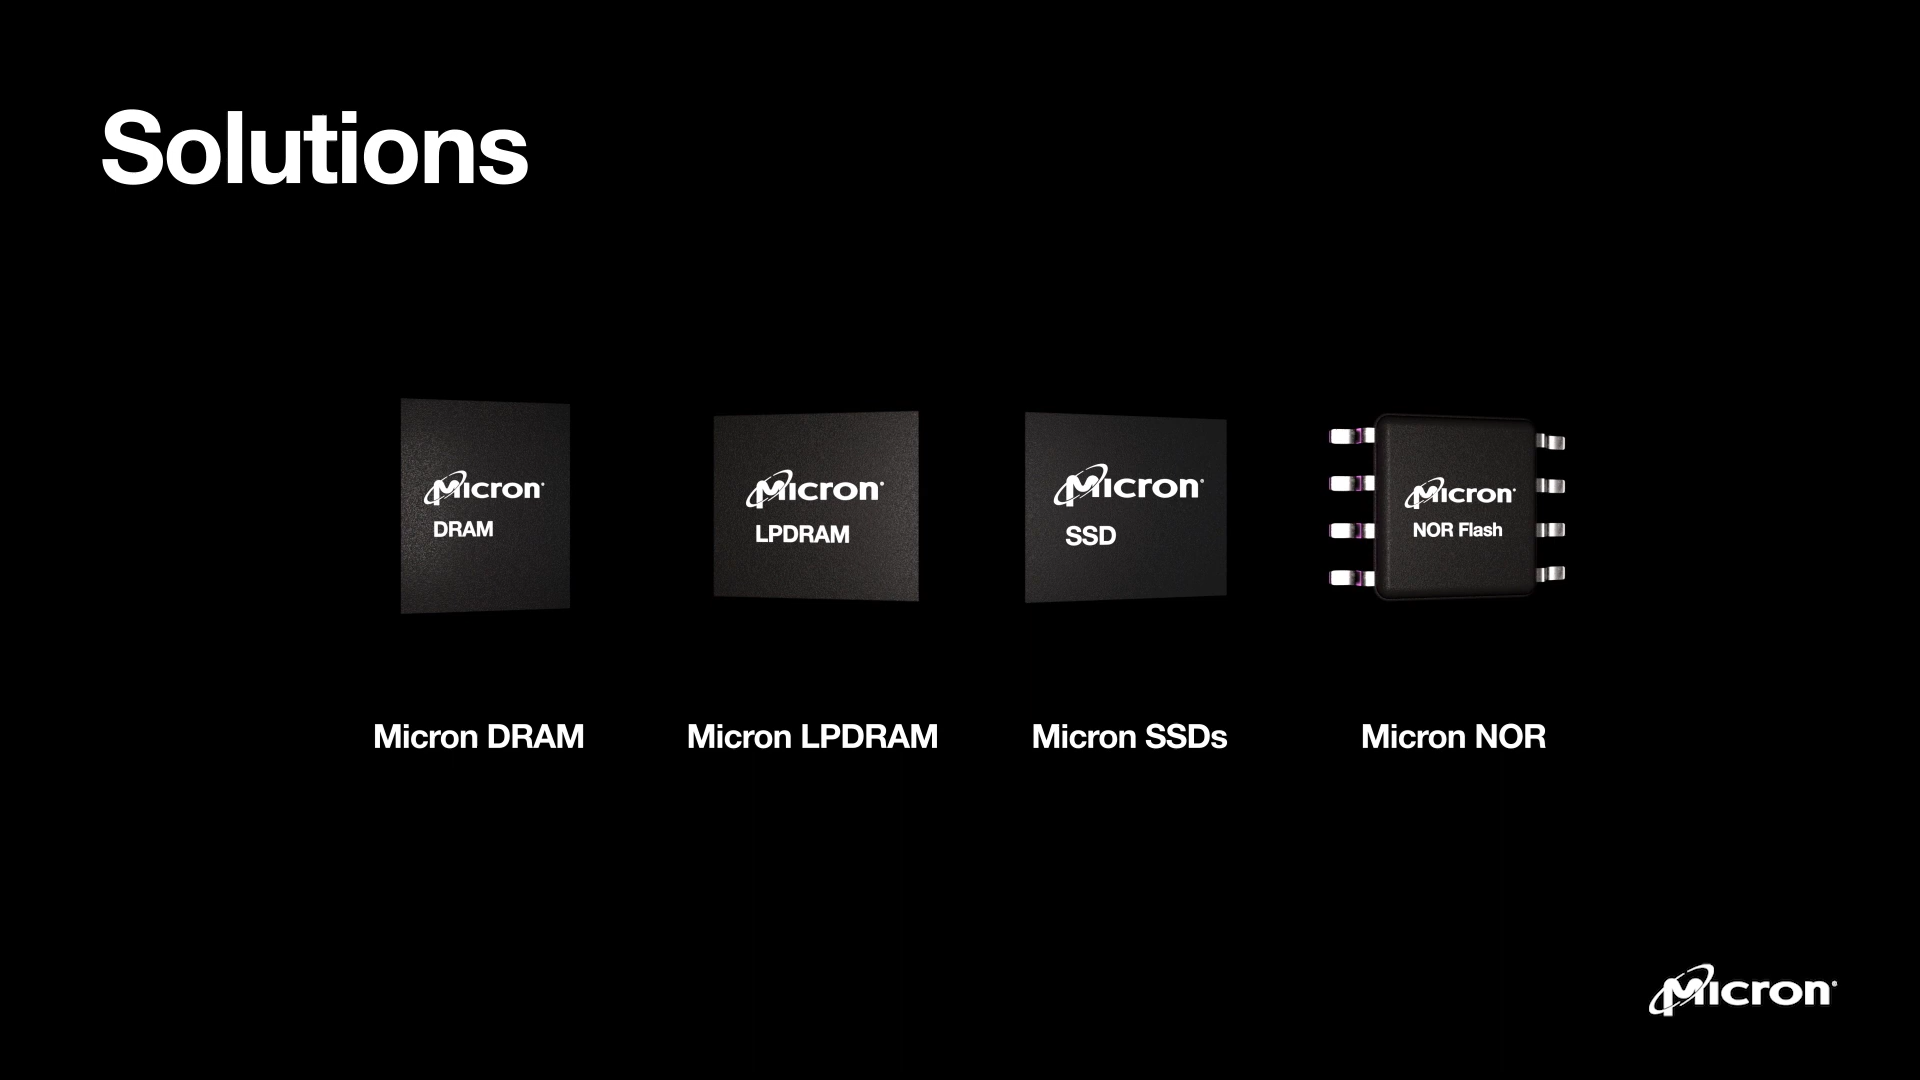 Solutions
Micron
DRAM
Micron
LPDRAM
Micron
SSD
Micron
NOR Flash
Micron DRAM
Micron LPDRAM
Micron SSDs
Micron NOR
Micron